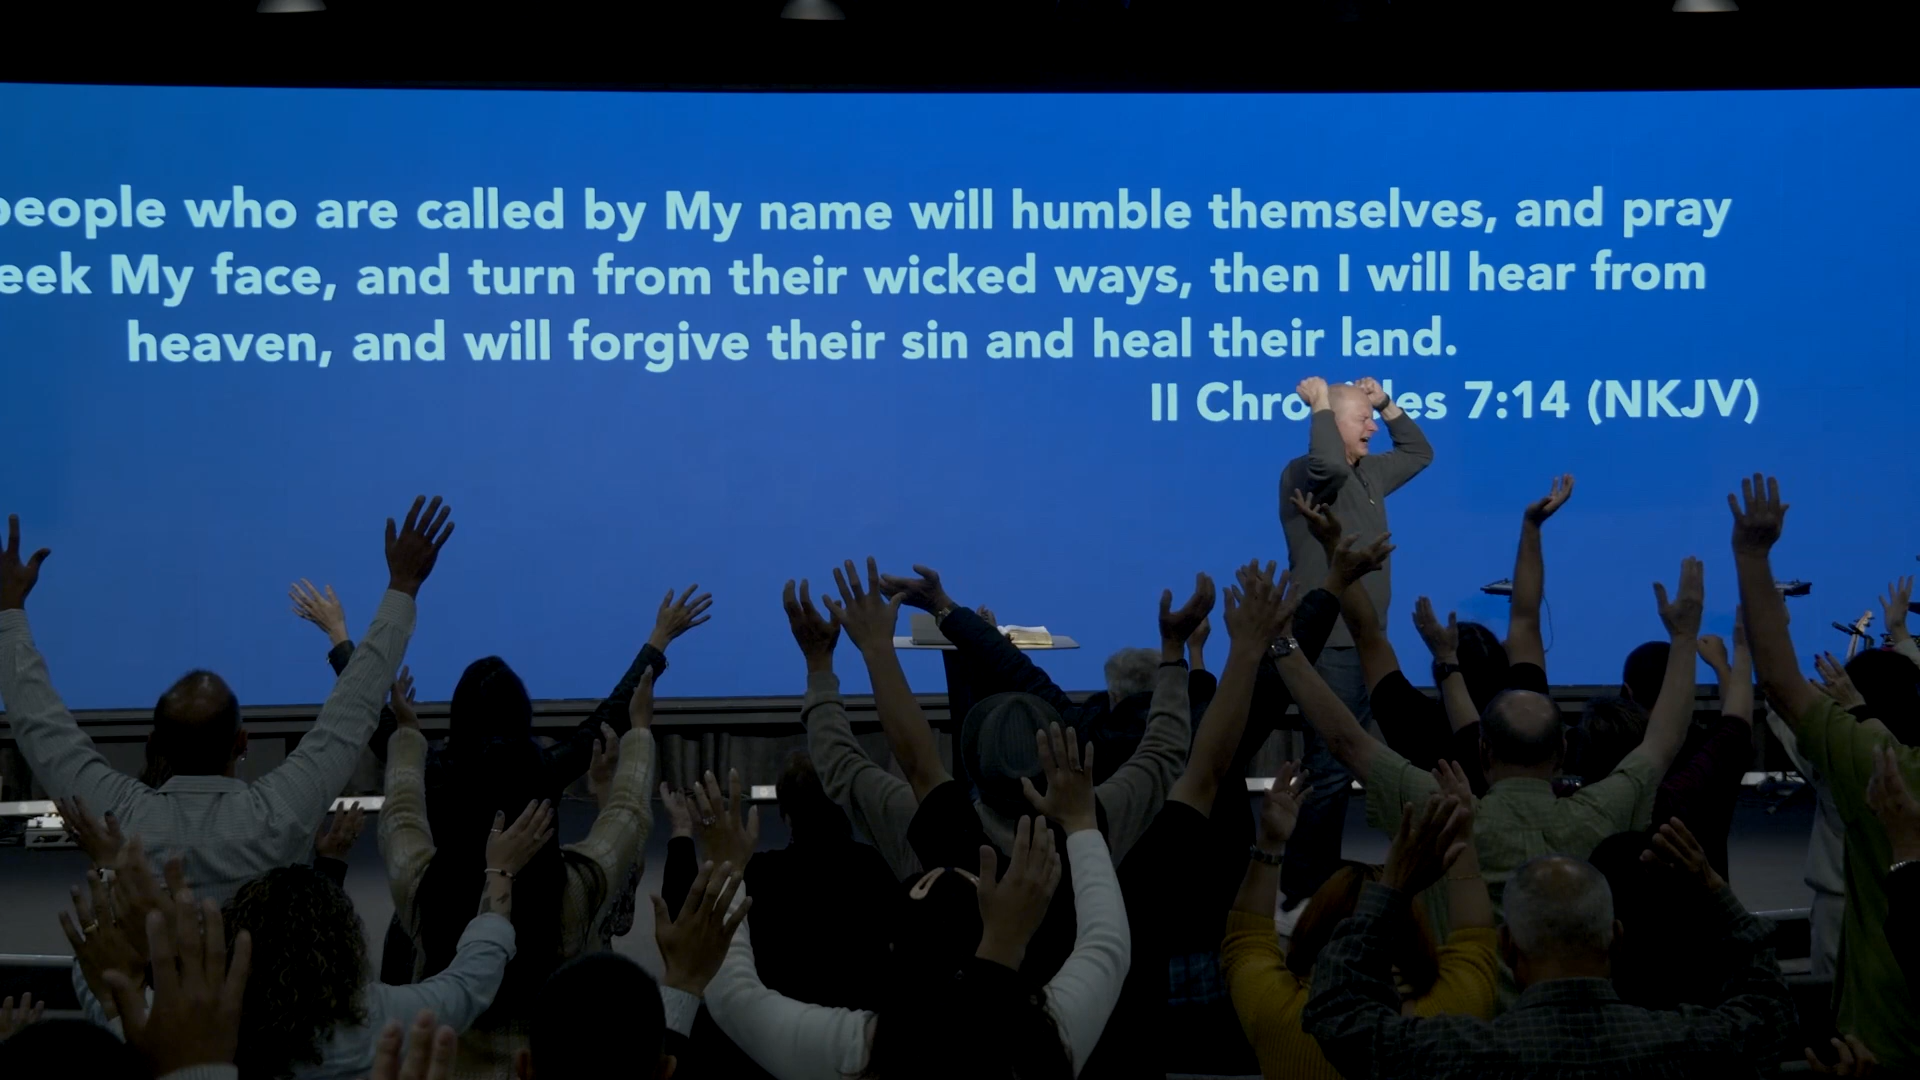 people who are called by My name will humble themselves, and pray
eek My face, and turn from their wicked ways, then I will hear from
heaven, and will forgive their sin and heal their land.
II Chro les 7:14 (NKJV)